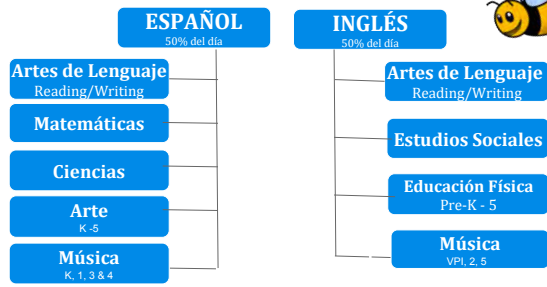 ESPAÑOL
50% del día
Artes de Lenguaje
Reading/Writing
Matemáticas
Ciencias
Arte
K -5
Música
K, 1, 3 & 4
INGLÉS
50% del día
Artes de Lenguaje
Reading/Writing
Estudios Sociales
Educación Física
Pre-K - 5
Música
VPI, 2, 5